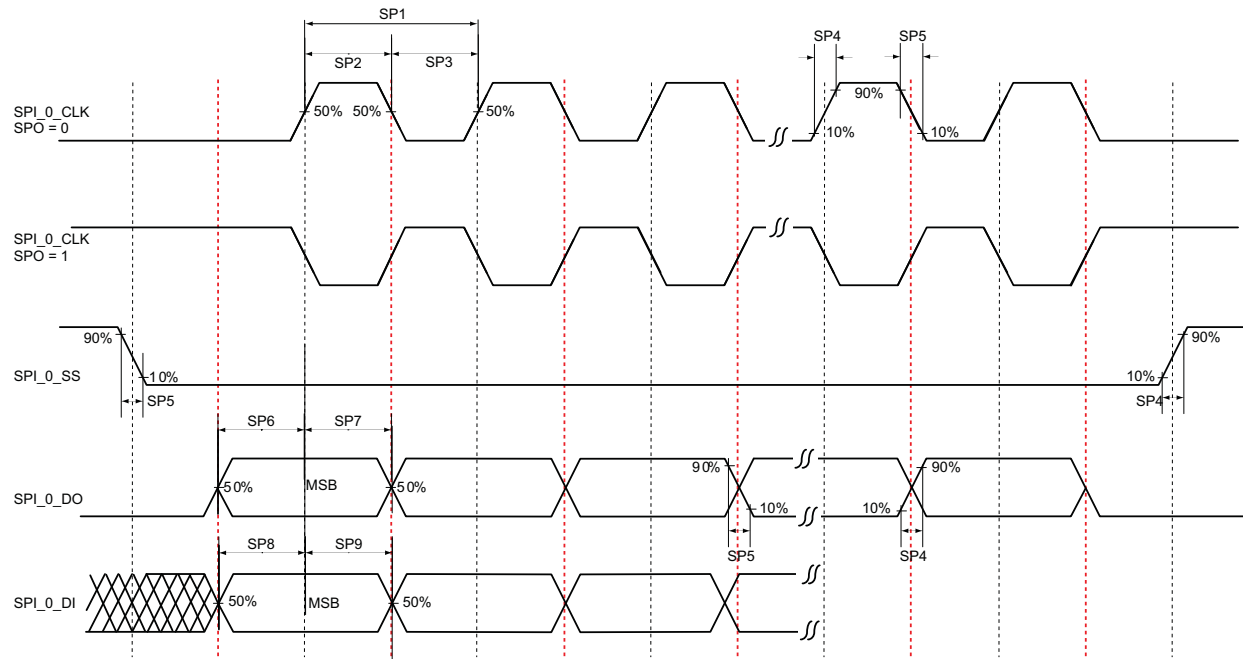 SP1
SP4 SP5
SP2 SP3
SPI_0_CLK
SPO = 0
50% 50% 50% 90%
10% 10%
SPI_0_CLK
SPO = 1
90% 90%
SPI_0_SS
10% 10%
SP5 SP4
SP6 SP7
90% 90%
SPI_0_DO
50% MSB 50%
10% 10%
SP5 SP4
SP8 SP9
SPI_0_DI
50% MSB 50%